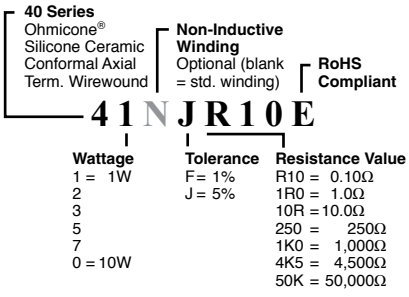 40 Series
Ohmicone®
Silicone Ceramic
Conformal Axial
Term. Wirewound
Non-Inductive
Winding
Optional (blank
= std. winding)
RoHS
Compliant
41NJR10E
Wattage
1 = 1W
2
3
5
7
0 = 10W
Tolerance
F = 1%
J = 5%
Resistance Value
R10 = 0.10Ω
1R0 = 1.0Ω
10R = 10.0Ω
250 = 250Ω
1K0 = 1,000Ω
4K5 = 4,500Ω
50K = 50,000Ω